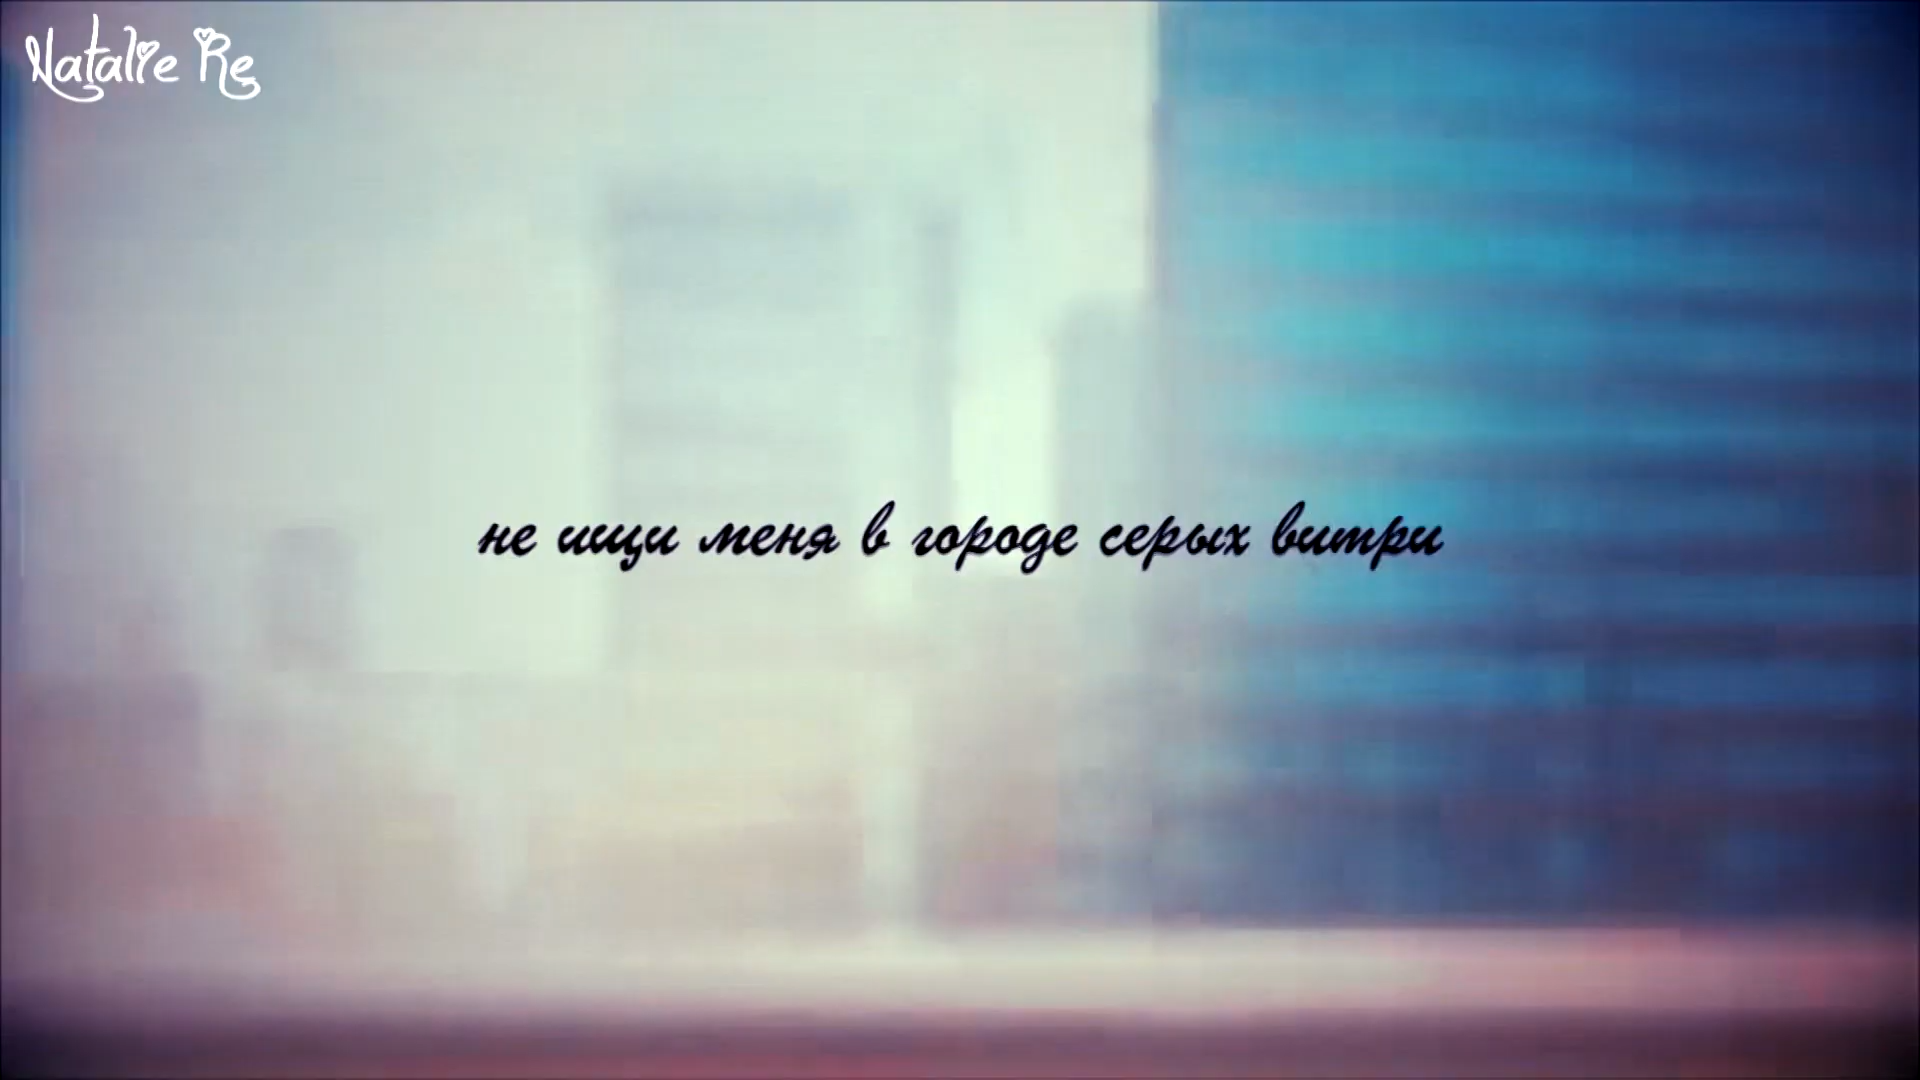 Natalie Re
не ищи меня в городе серых витри